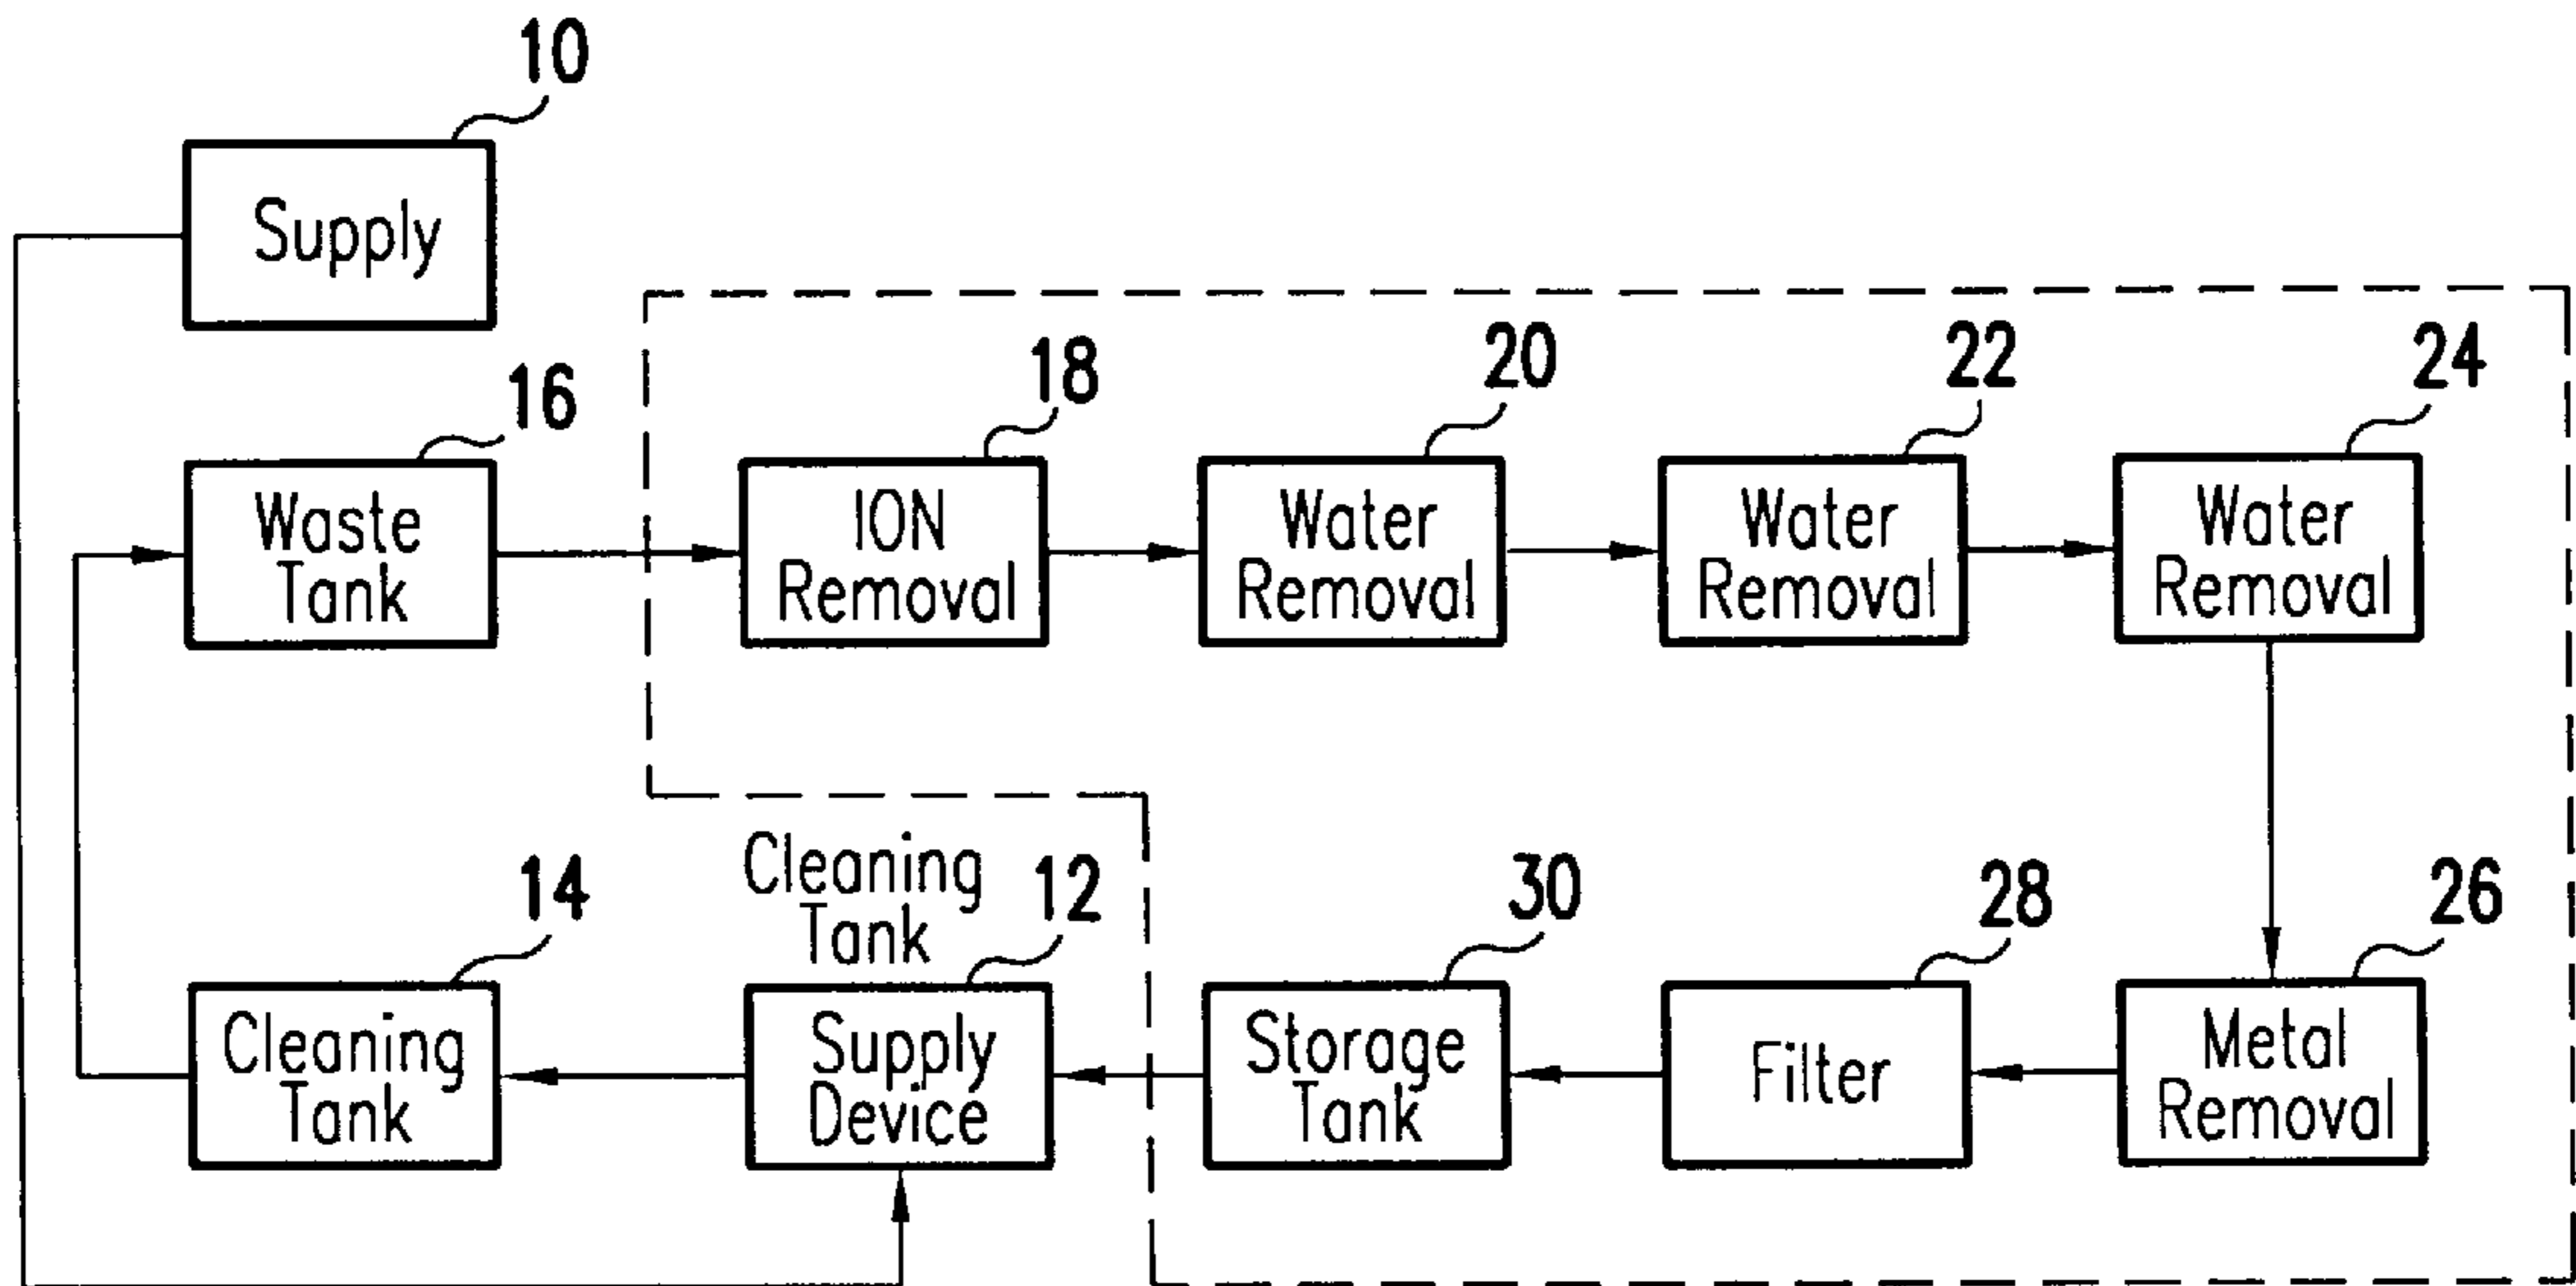 10
Supply
16
18
20
22
24
Waste
Tank
ION
Removal
Water
Removal
Water
Removal
Water
Removal
Cleaning
Tank
14
12
30
28
26
Cleaning
Tank
Supply
Device
Storage
Tank
Filter
Metal
Removal